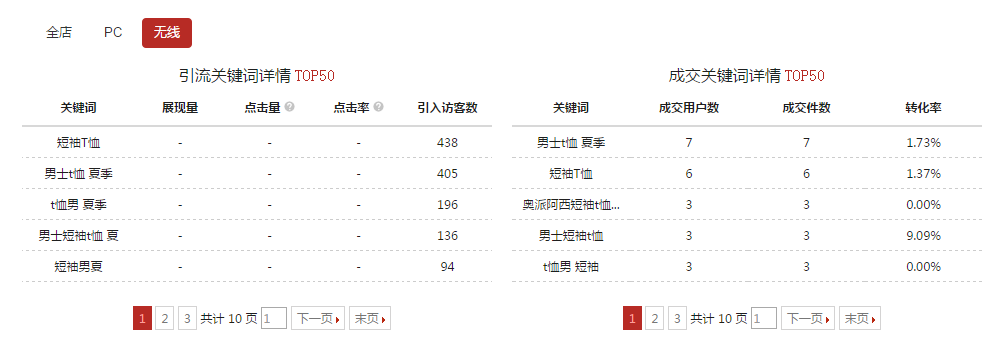 全店 PC 无线
引流关键词详情 TOP50
关键词 展现量 点击量 ? 点击率 ? 引入访客数
短袖T恤 - - - 438
男士t恤 夏季 - - - 405
t恤男 夏季 - - - 196
男士短袖t恤 夏 - - - 136
短袖男夏 - - - 94
1 2 3 共计 10 页 1 下一页 末页
成交关键词详情 TOP50
关键词 成交用户数 成交件数 转化率
男士t恤 夏季 7 7 1.73%
短袖T恤 6 6 1.37%
奥派阿西短袖t恤... 3 3 0.00%
男士短袖t恤 3 3 9.09%
t恤男 短袖 3 3 0.00%
1 2 3 共计 10 页 1 下一页 末页